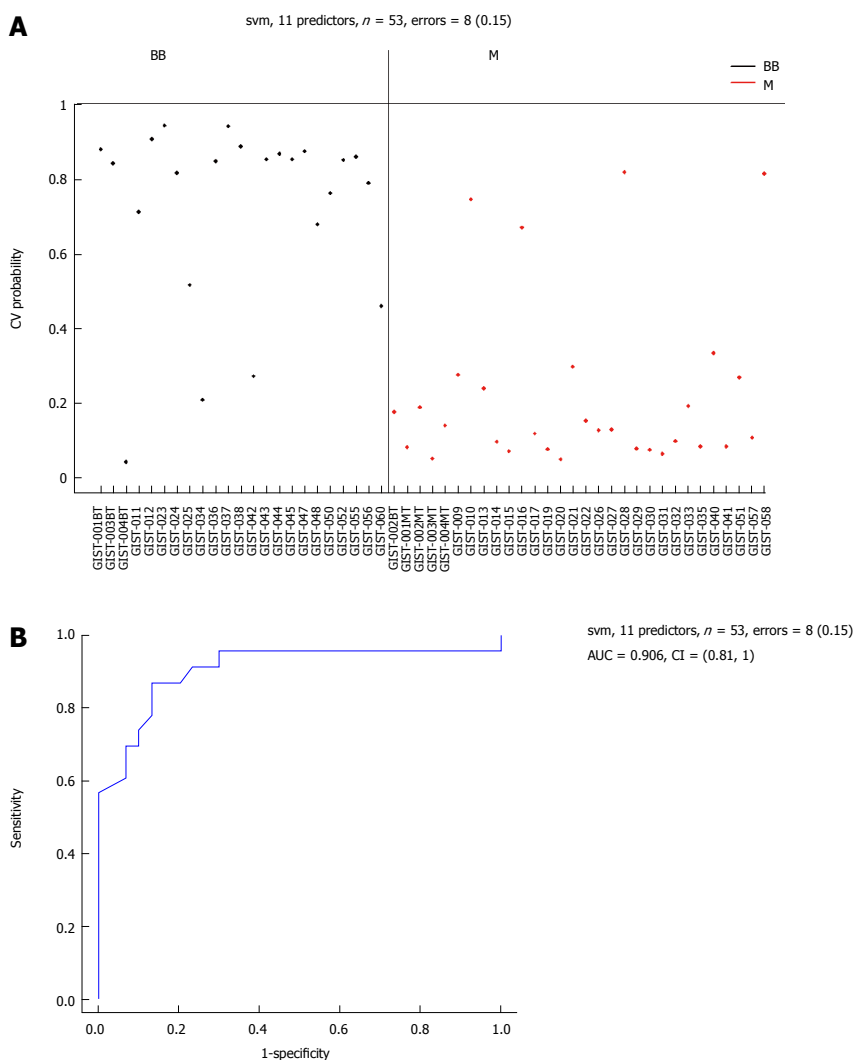 A
svm, 11 predictors, n = 53, errors = 8 (0.15)
BB
M
BB
M
CV probability
1
0.8
0.6
0.4
0.2
0
GIST-001BT
GIST-003BT
GIST-004BT
GIST-011
GIST-012
GIST-023
GIST-024
GIST-025
GIST-034
GIST-036
GIST-037
GIST-038
GIST-042
GIST-043
GIST-044
GIST-045
GIST-047
GIST-048
GIST-050
GIST-052
GIST-055
GIST-056
GIST-060
GIST-002BT
GIST-001MT
GIST-002MT
GIST-003MT
GIST-004MT
GIST-009
GIST-010
GIST-013
GIST-014
GIST-015
GIST-016
GIST-017
GIST-019
GIST-020
GIST-021
GIST-022
GIST-026
GIST-027
GIST-028
GIST-029
GIST-030
GIST-031
GIST-032
GIST-033
GIST-035
GIST-040
GIST-041
GIST-051
GIST-057
GIST-058
B
svm, 11 predictors, n = 53, errors = 8 (0.15)
AUC = 0.906, CI = (0.81, 1)
Sensitivity
1.0
0.8
0.6
0.4
0.2
0.0
0.0 0.2 0.4 0.6 0.8 1.0
1-specificity